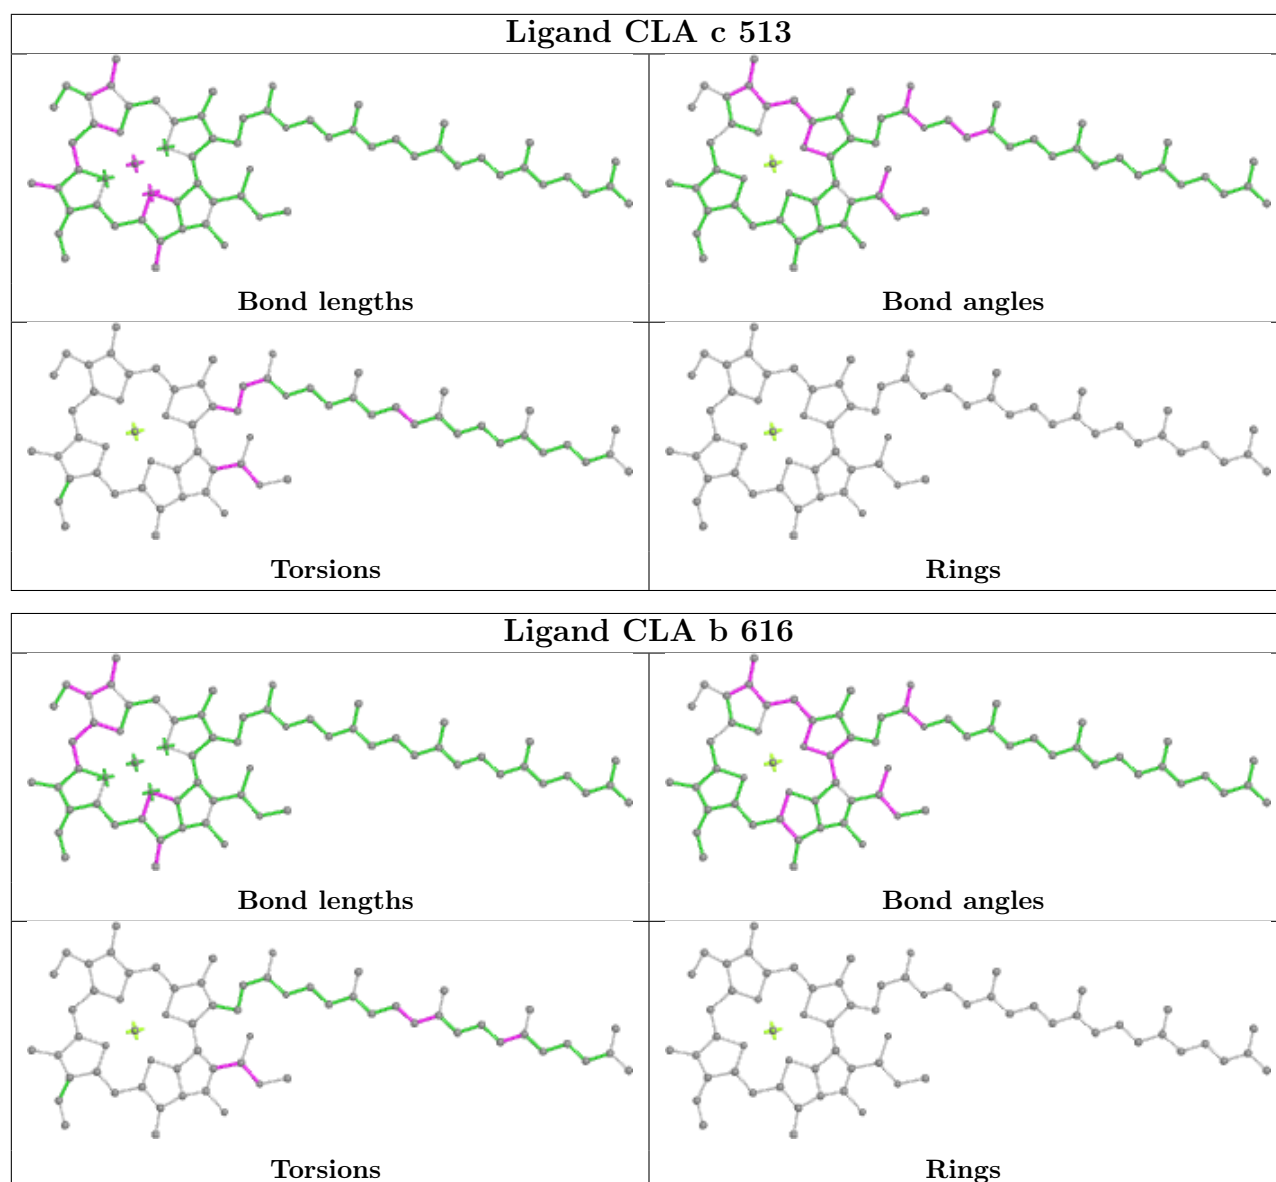 Ligand CLA c 513
Bond lengths
Bond angles
Torsions
Rings
Ligand CLA b 616
Bond lengths
Bond angles
Torsions
Rings